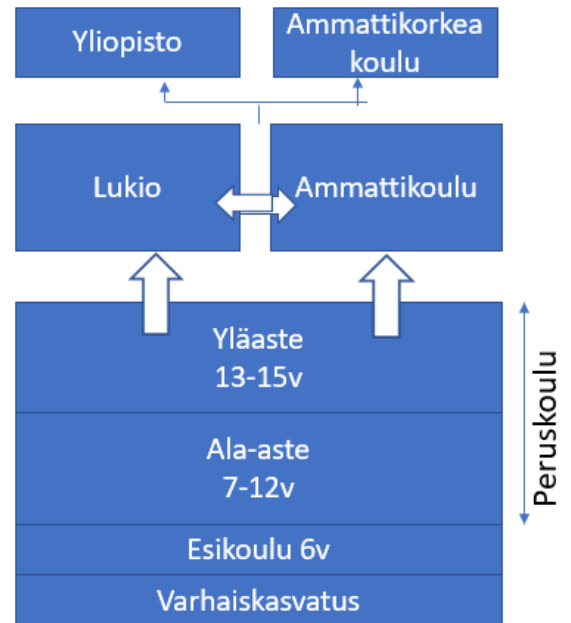 Yliopisto
Ammattikorkea
koulu
Lukio
Ammattikoulu
Yläaste
13-15v
Ala-aste
7-12v
Peruskoulu
Esikoulu 6v
Varhaiskasvatus